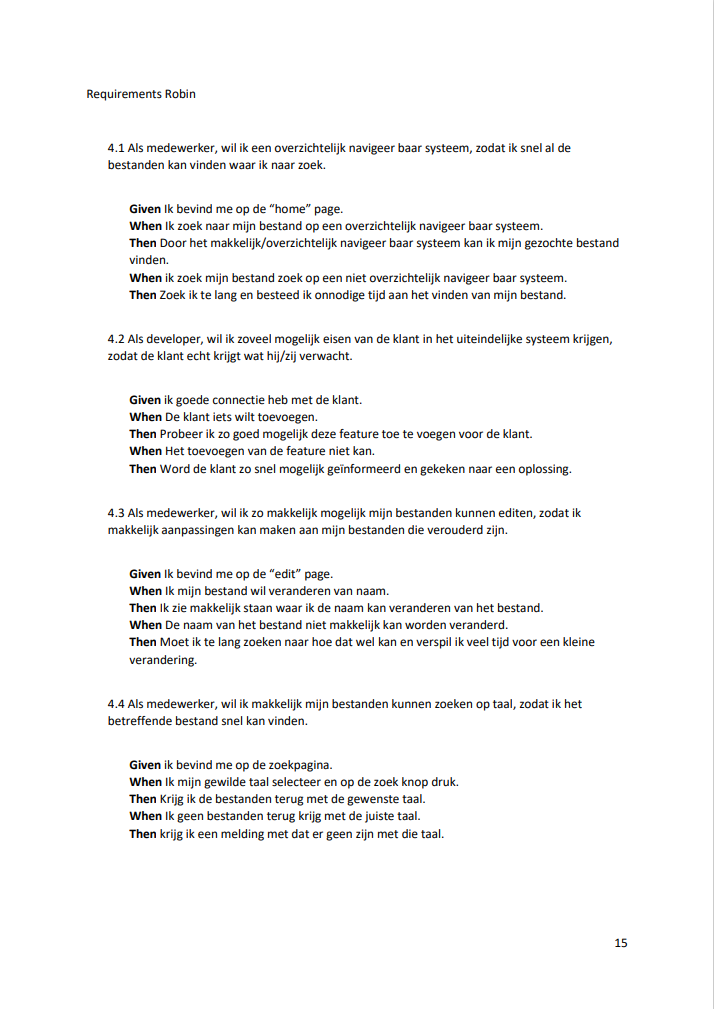 Requirements Robin
4.1 Als medewerker, wil ik een overzichtelijk navigeer baar systeem, zodat ik snel al de
bestanden kan vinden waar ik naar zoek.
Given Ik bevind me op de “home” page.
When Ik zoek naar mijn bestand op een overzichtelijk navigeer baar systeem.
Then Door het makkelijk/overzichtelijk navigeer baar systeem kan ik mijn gezochte bestand
vinden.
When ik zoek mijn bestand zoek op een niet overzichtelijk navigeer baar systeem.
Then Zoek ik te lang en besteed ik onnodige tijd aan het vinden van mijn bestand.
4.2 Als developer, wil ik zoveel mogelijk eisen van de klant in het uiteindelijke systeem krijgen,
zodat de klant echt krijgt wat hij/zij verwacht.
Given ik goede connectie heb met de klant.
When De klant iets wilt toevoegen.
Then Probeer ik zo goed mogelijk deze feature toe te voegen voor de klant.
When Het toevoegen van de feature niet kan.
Then Word de klant zo snel mogelijk geïnformeerd en gekeken naar een oplossing.
4.3 Als medewerker, wil ik zo makkelijk mogelijk mijn bestanden kunnen editen, zodat ik
makkelijk aanpassingen kan maken aan mijn bestanden die verouderd zijn.
Given Ik bevind me op de “edit” page.
When Ik mijn bestand wil veranderen van naam.
Then Ik zie makkelijk staan waar ik de naam kan veranderen van het bestand.
When De naam van het bestand niet makkelijk kan worden veranderd.
Then Moet ik te lang zoeken naar hoe dat wel kan en verspil ik veel tijd voor een kleine
verandering.
4.4 Als medewerker, wil ik makkelijk mijn bestanden kunnen zoeken op taal, zodat ik het
betreffende bestand snel kan vinden.
Given ik bevind me op de zoekpagina.
When Ik mijn gewilde taal selecteer en op de zoek knop druk.
Then Krijg ik de bestanden terug met de gewenste taal.
When Ik geen bestanden terug krijg met de juiste taal.
Then krijg ik een melding met dat er geen zijn met die taal.
15